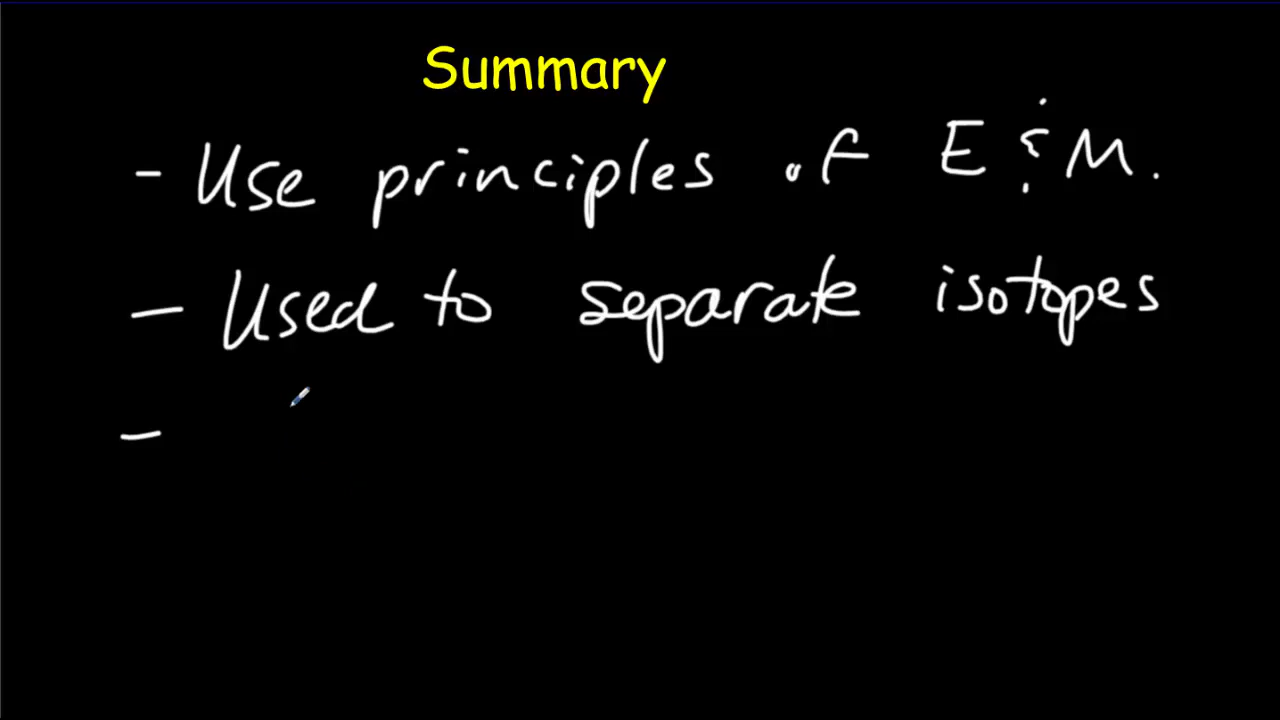 Summary
- Use principles of E & M.
- Used to separate isotopes
-